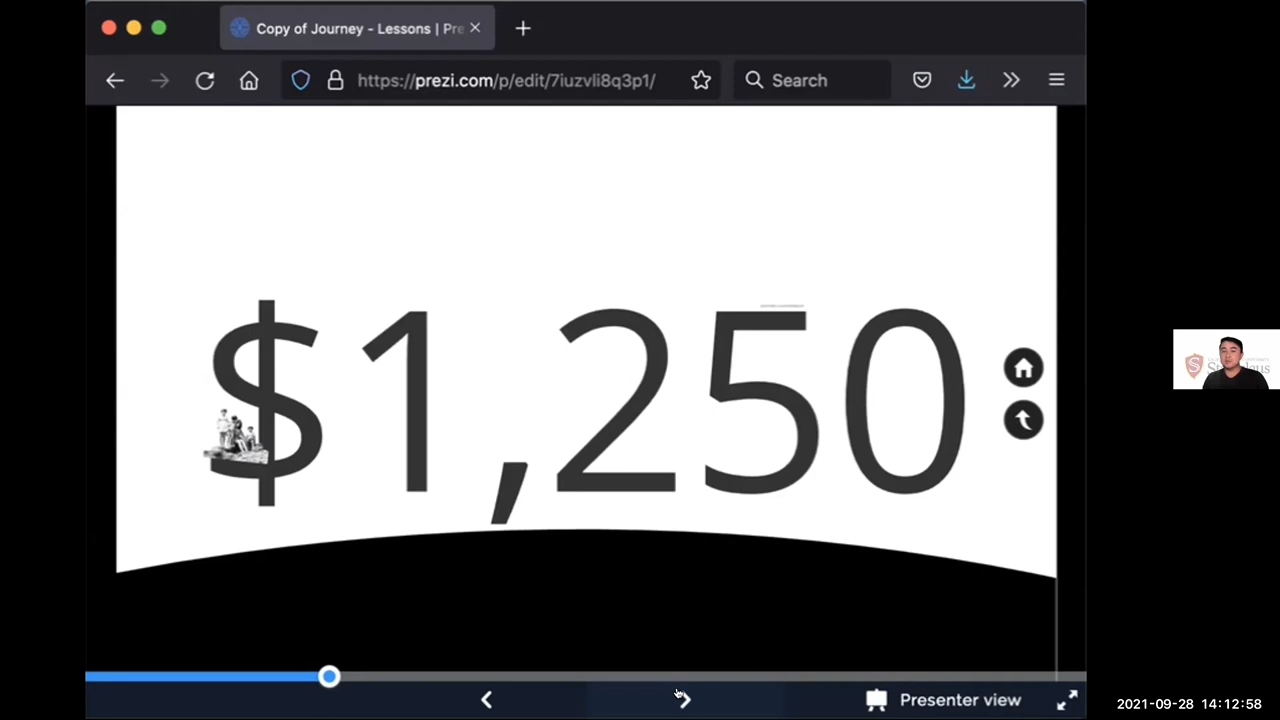 Copy of Journey - Lessons | Pre
https://prezi.com/p/edit/7iuzvli8q3p1/
Search
$1,250
Presenter view
2021-09-28 14:12:58